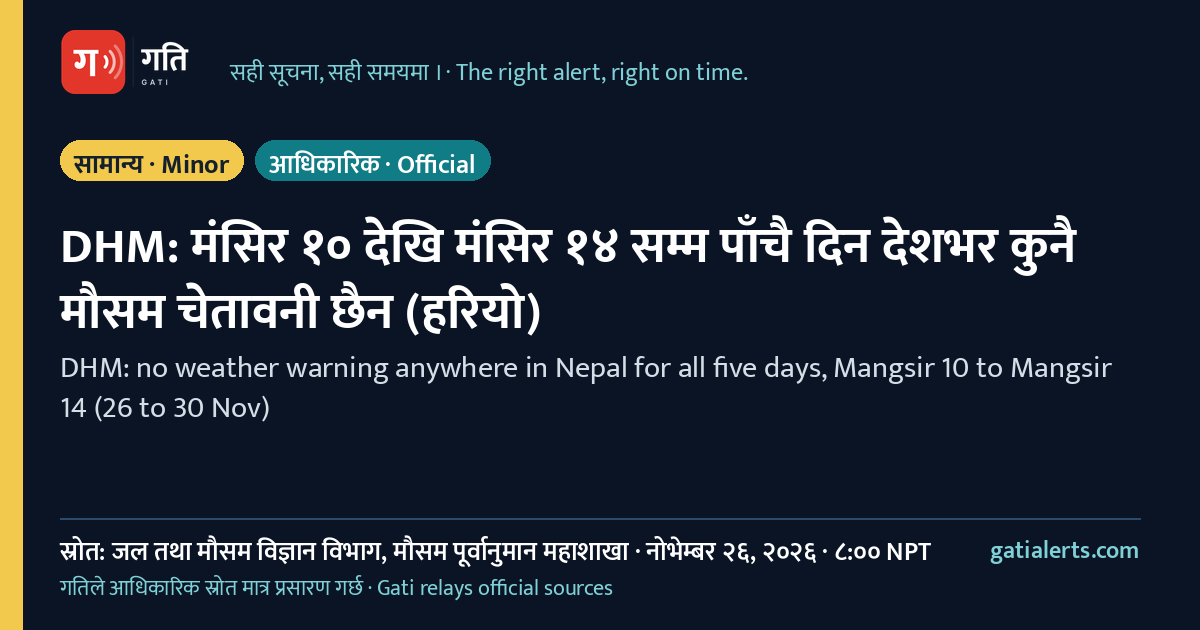 ग गति
GATI
सही सूचना, सही समयमा । · The right alert, right on time.
सामान्य · Minor
आधिकारिक · Official
DHM: मंसिर १० देखि मंसिर १४ सम्म पाँचै दिन देशभर कुनै
मौसम चेतावनी छैन (हरियो)
DHM: no weather warning anywhere in Nepal for all five days, Mangsir 10 to Mangsir
14 (26 to 30 Nov)
स्रोत: जल तथा मौसम विज्ञान विभाग, मौसम पूर्वानुमान महाशाखा · नोभेम्बर २६, २०२६ · ८:०० NPT
gatialerts.com
गतिले आधिकारिक स्रोत मात्र प्रसारण गर्छ · Gati relays official sources